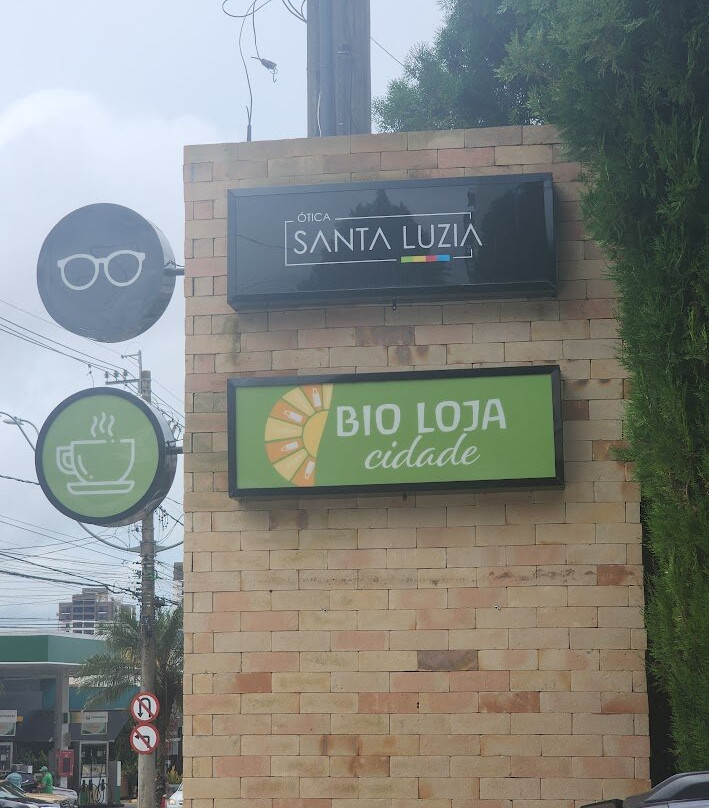 ÓTICA
SANTA LUZIA
BIO LOJA
cidade